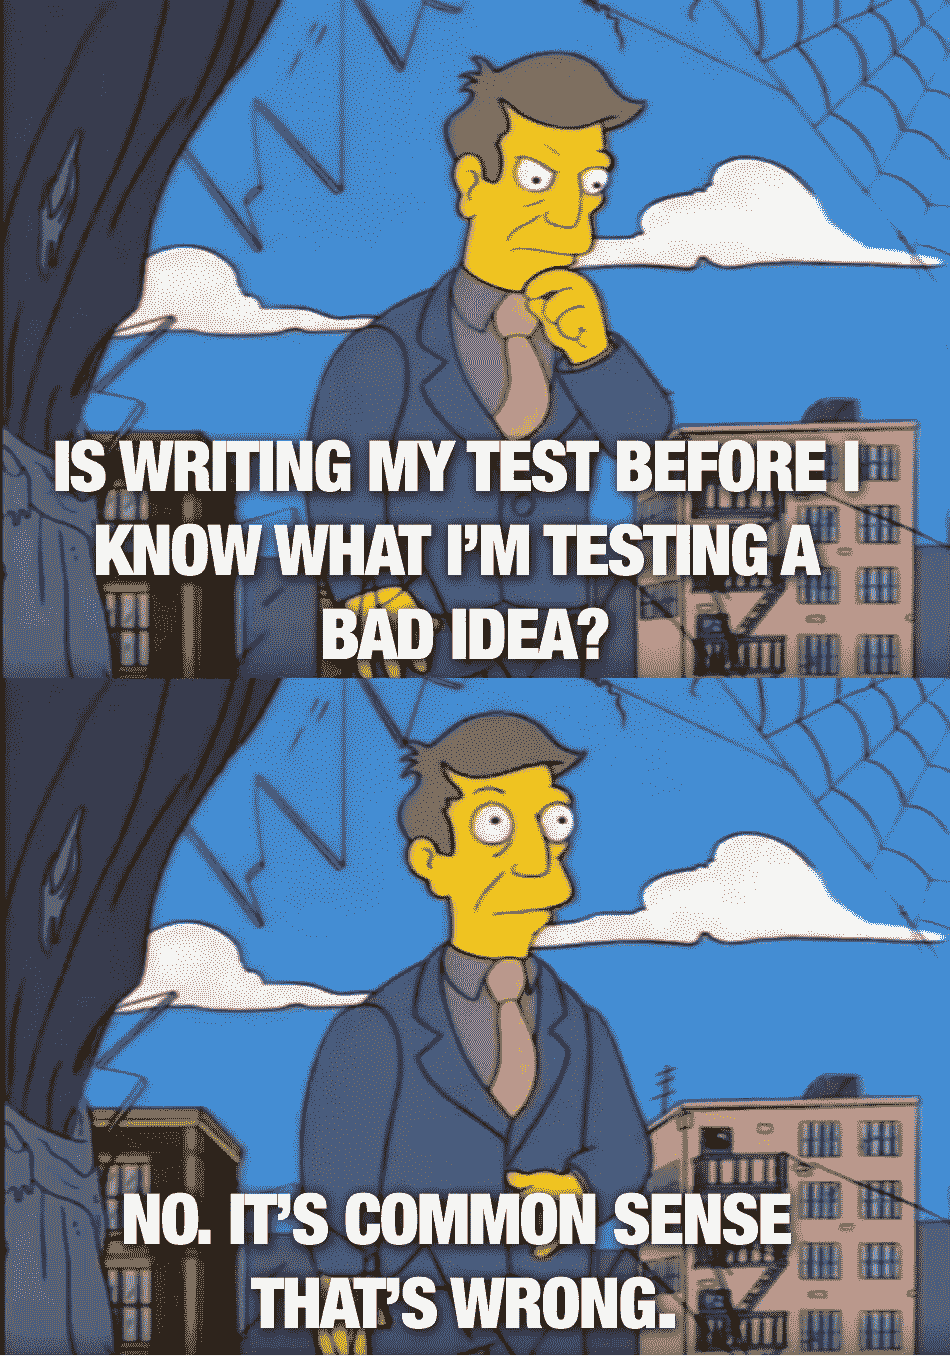 IS WRITING MY TEST BEFORE I
KNOW WHAT I'M TESTING A
BAD IDEA?
NO. IT'S COMMON SENSE
THAT'S WRONG.